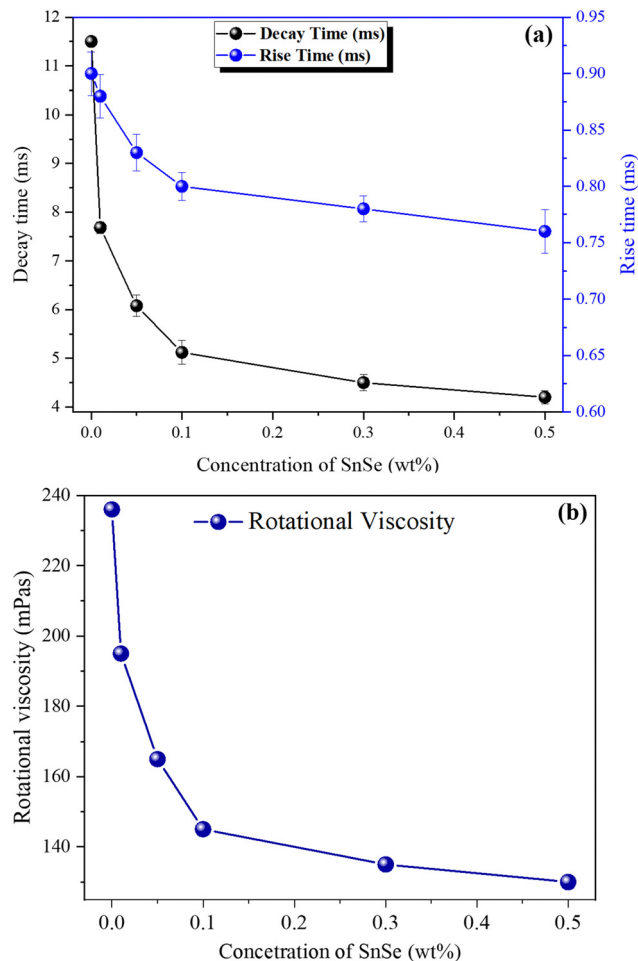 (a)
Decay Time (ms)
Rise Time (ms)
12
11
10
9
8
7
6
5
4
Decay time (ms)
0.95
0.90
0.85
0.80
0.75
0.70
0.65
0.60
Rise time (ms)
0.0 0.1 0.2 0.3 0.4 0.5
Concentration of SnSe (wt%)
(b)
Rotational Viscosity
240
220
200
180
160
140
Rotational viscosity (mPas)
0.0 0.1 0.2 0.3 0.4 0.5
Concetration of SnSe (wt%)